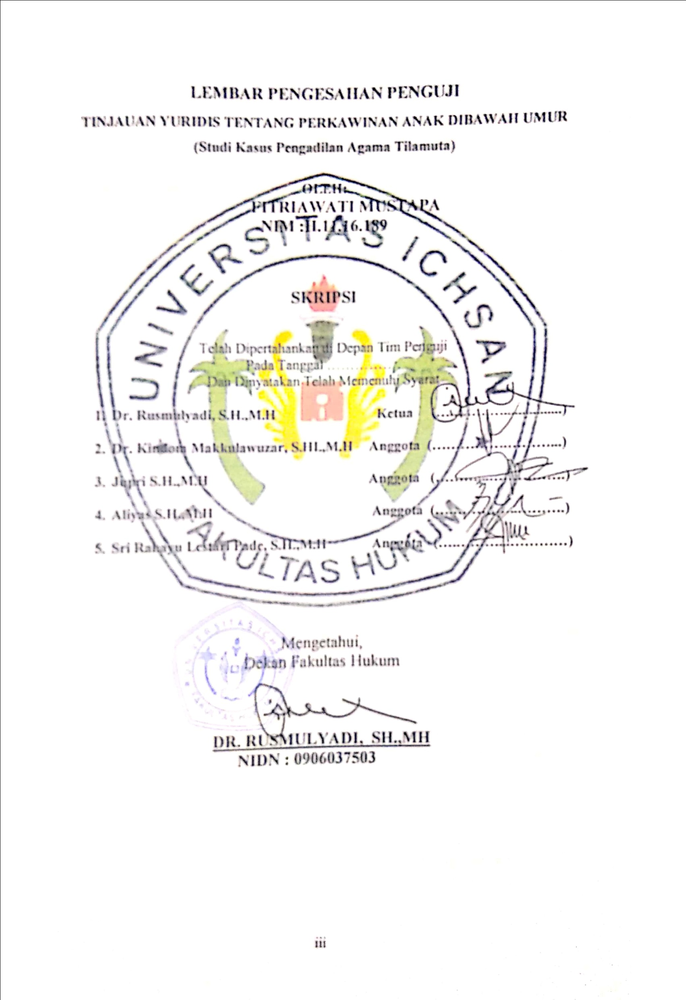 LEMBAR PENGESAHAN PENGUJI
TINJAUAN YURIDIS TENTANG PERKAWINAN ANAK DIBAWAH UMUR
(Studi Kasus Pengadilan Agama Tilamuta)
OLEH:
FITRIAWATI MUSTAPA
NIM :H.11.16.189
UNIVERSITAS ICHSAN
SKRIPSI
Telah Dipertahankan di Depan Tim Penguji
Pada Tanggal ................
Dan Dinyatakan Telah Memenuhi Syarat
1. Dr. Rusmulyadi, S.H.,M.H Ketua (..............................)
2. Dr. Kindom Makkulawuzar, S.HI.,M.H Anggota (..............................)
3. Jupri S.H.,M.H Anggota (..............................)
4. Aliyas S.H.,M.H Anggota (..............................)
5. Sri Rahayu Lestari Pade, S.H.,M.H Anggota (..............................)
FAKULTAS HUKUM
Mengetahui,
Dekan Fakultas Hukum
DR. RUSMULYADI, SH.,MH
NIDN : 0906037503
iii